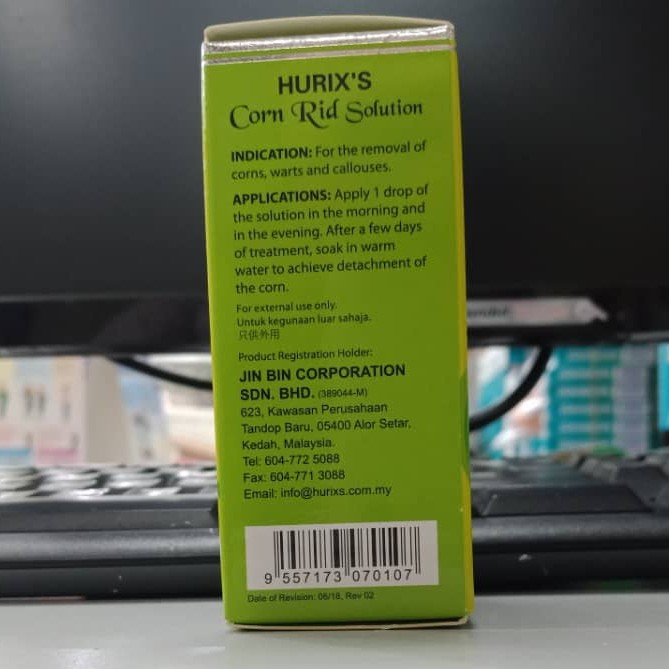 HURIX'S
Corn Rid Solution
INDICATION: For the removal of
corns, warts and callouses.
APPLICATIONS: Apply 1 drop of
the solution in the morning and
in the evening. After a few days
of treatment, soak in warm
water to achieve detachment of
the corn.
For external use only.
Untuk kegunaan luar sahaja.
只供外用
Product Registration Holder:
JIN BIN CORPORATION
SDN. BHD. (389044-M)
623, Kawasan Perusahaan
Tandop Baru, 05400 Alor Setar,
Kedah, Malaysia.
Tel: 604-772 5088
Fax: 604-771 3088
Email: info@hurixs.com.my
9 557173 070107
Date of Revision: 06/18, Rev 02